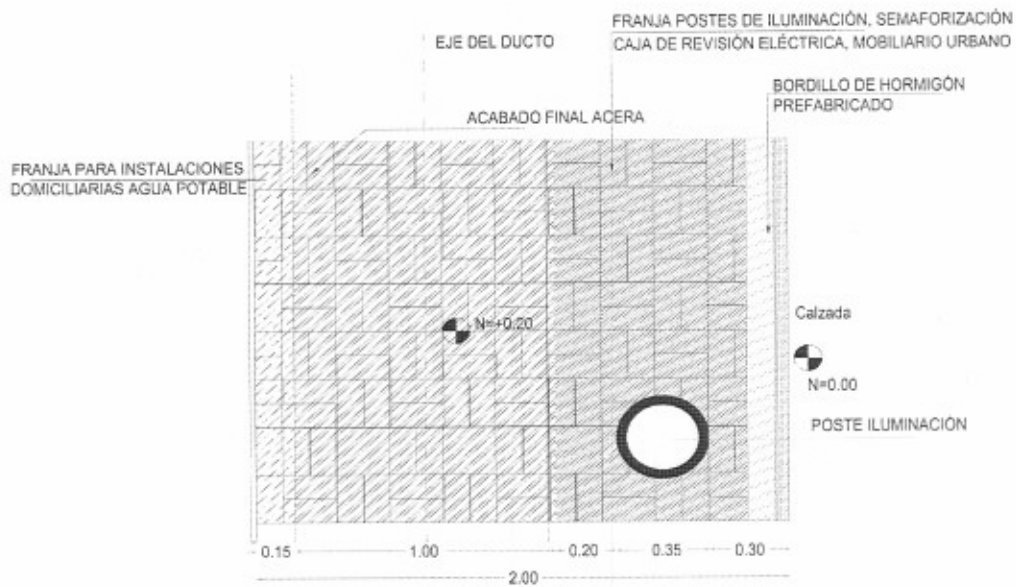 FRANJA POSTES DE ILUMINACIÓN, SEMAFORIZACIÓN
CAJA DE REVISIÓN ELÉCTRICA, MOBILIARIO URBANO
EJE DEL DUCTO
BORDILLO DE HORMIGÓN
PREFABRICADO
ACABADO FINAL ACERA
FRANJA PARA INSTALACIONES
DOMICILIARIAS AGUA POTABLE
N=+0.20
Calzada
N=0.00
POSTE ILUMINACIÓN
0.15 1.00 0.20 0.35 0.30
2.00